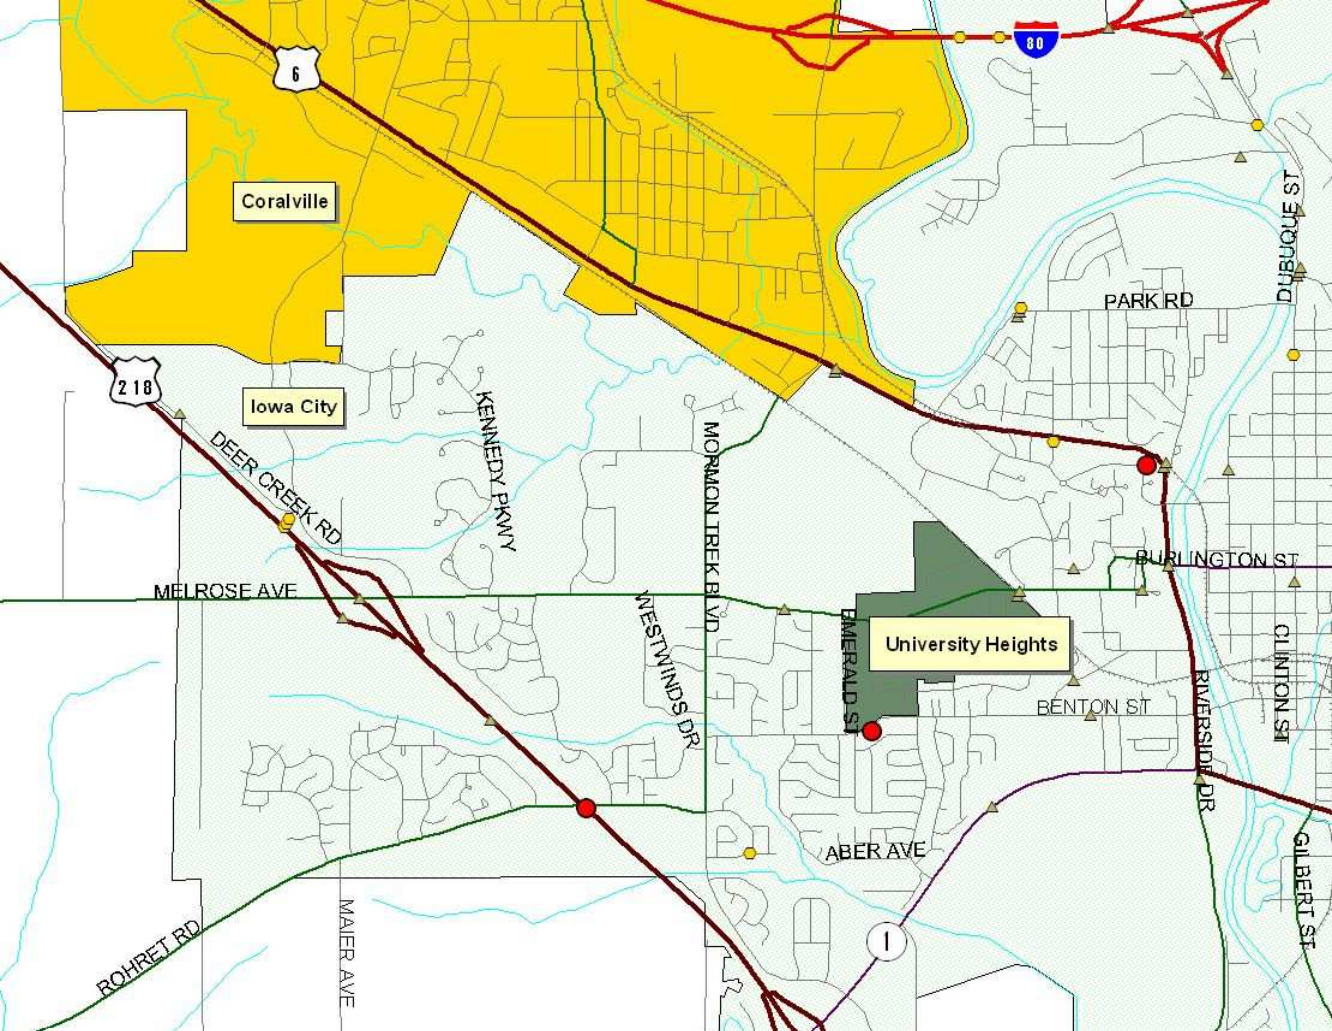 80
6
Coralville
DUBUQUE ST
PARK RD
218
Iowa City
KENNEDY PKWY
MORMON TREK BLVD
DEER CREEK RD
BURLINGTON ST
MELROSE AVE
WESTWINDS DR
EMERALD ST
University Heights
CLINTON ST
RIVERSIDE DR
BENTON ST
ABER AVE
GILBERT ST
MAIER AVE
ROHRET RD
1